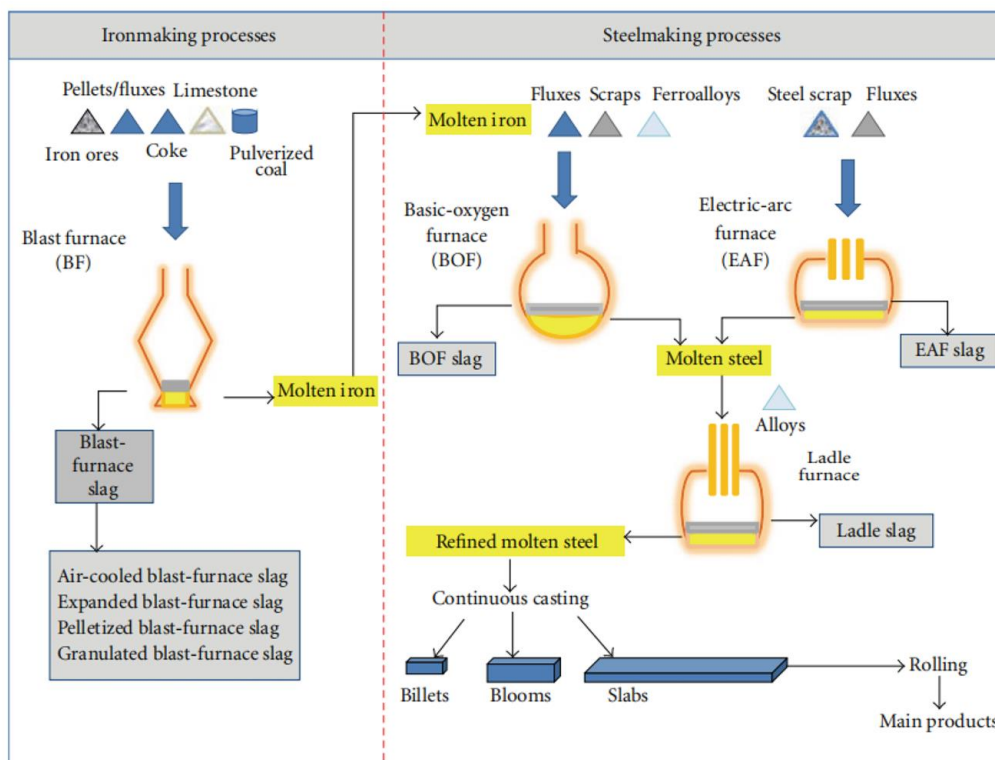 Ironmaking processes
Steelmaking processes
Pellets/fluxes
Limestone
Iron ores
Coke
Pulverized
coal
Blast furnace
(BF)
Molten iron
Blast-
furnace
slag
Air-cooled blast-furnace slag
Expanded blast-furnace slag
Pelletized blast-furnace slag
Granulated blast-furnace slag
Molten iron
Fluxes
Scraps
Ferroalloys
Basic-oxygen
furnace
(BOF)
BOF slag
Steel scrap
Fluxes
Electric-arc
furnace
(EAF)
EAF slag
Molten steel
Alloys
Ladle
furnace
Ladle slag
Refined molten steel
Continuous casting
Billets
Blooms
Slabs
Rolling
Main products